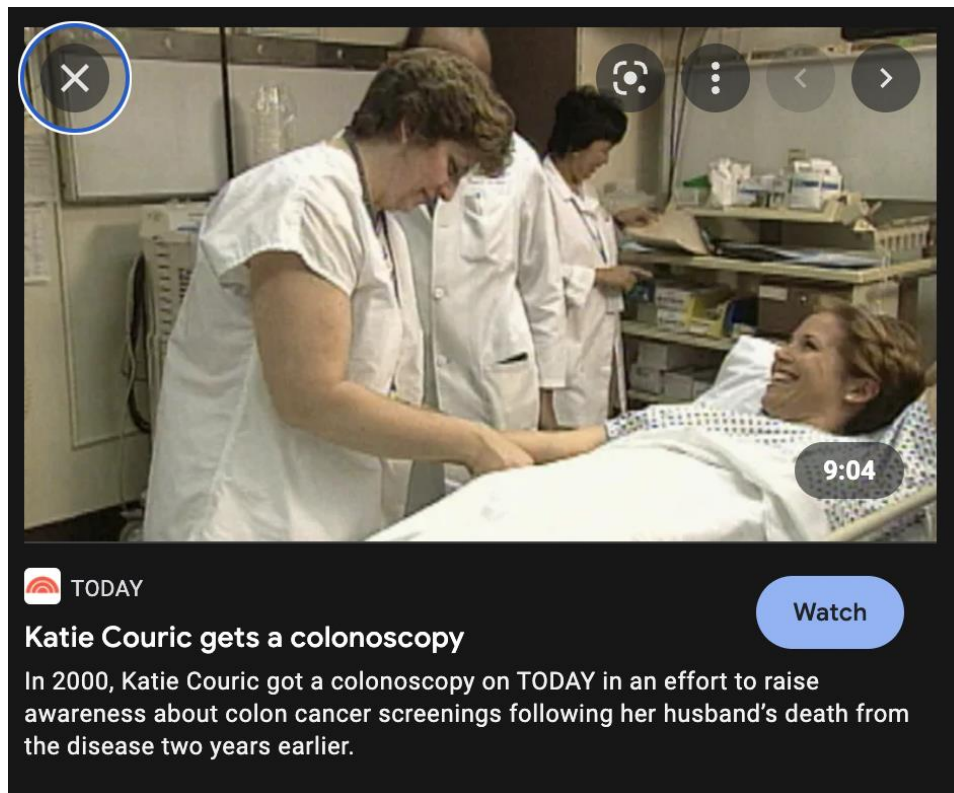 9:04
TODAY
Watch
Katie Couric gets a colonoscopy
In 2000, Katie Couric got a colonoscopy on TODAY in an effort to raise
awareness about colon cancer screenings following her husband’s death from
the disease two years earlier.